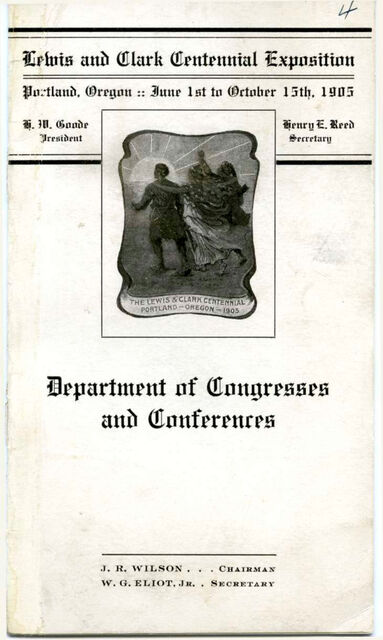 4
Lewis and Clark Centennial Exposition
Portland, Oregon :: June 1st to October 15th, 1905
H. W. Goode
President
Henry E. Reed
Secretary
THE LEWIS & CLARK CENTENNIAL
PORTLAND - OREGON - 1905
Department of Congresses
and Conferences
J. R. WILSON . . . CHAIRMAN
W. G. ELIOT, JR. . SECRETARY